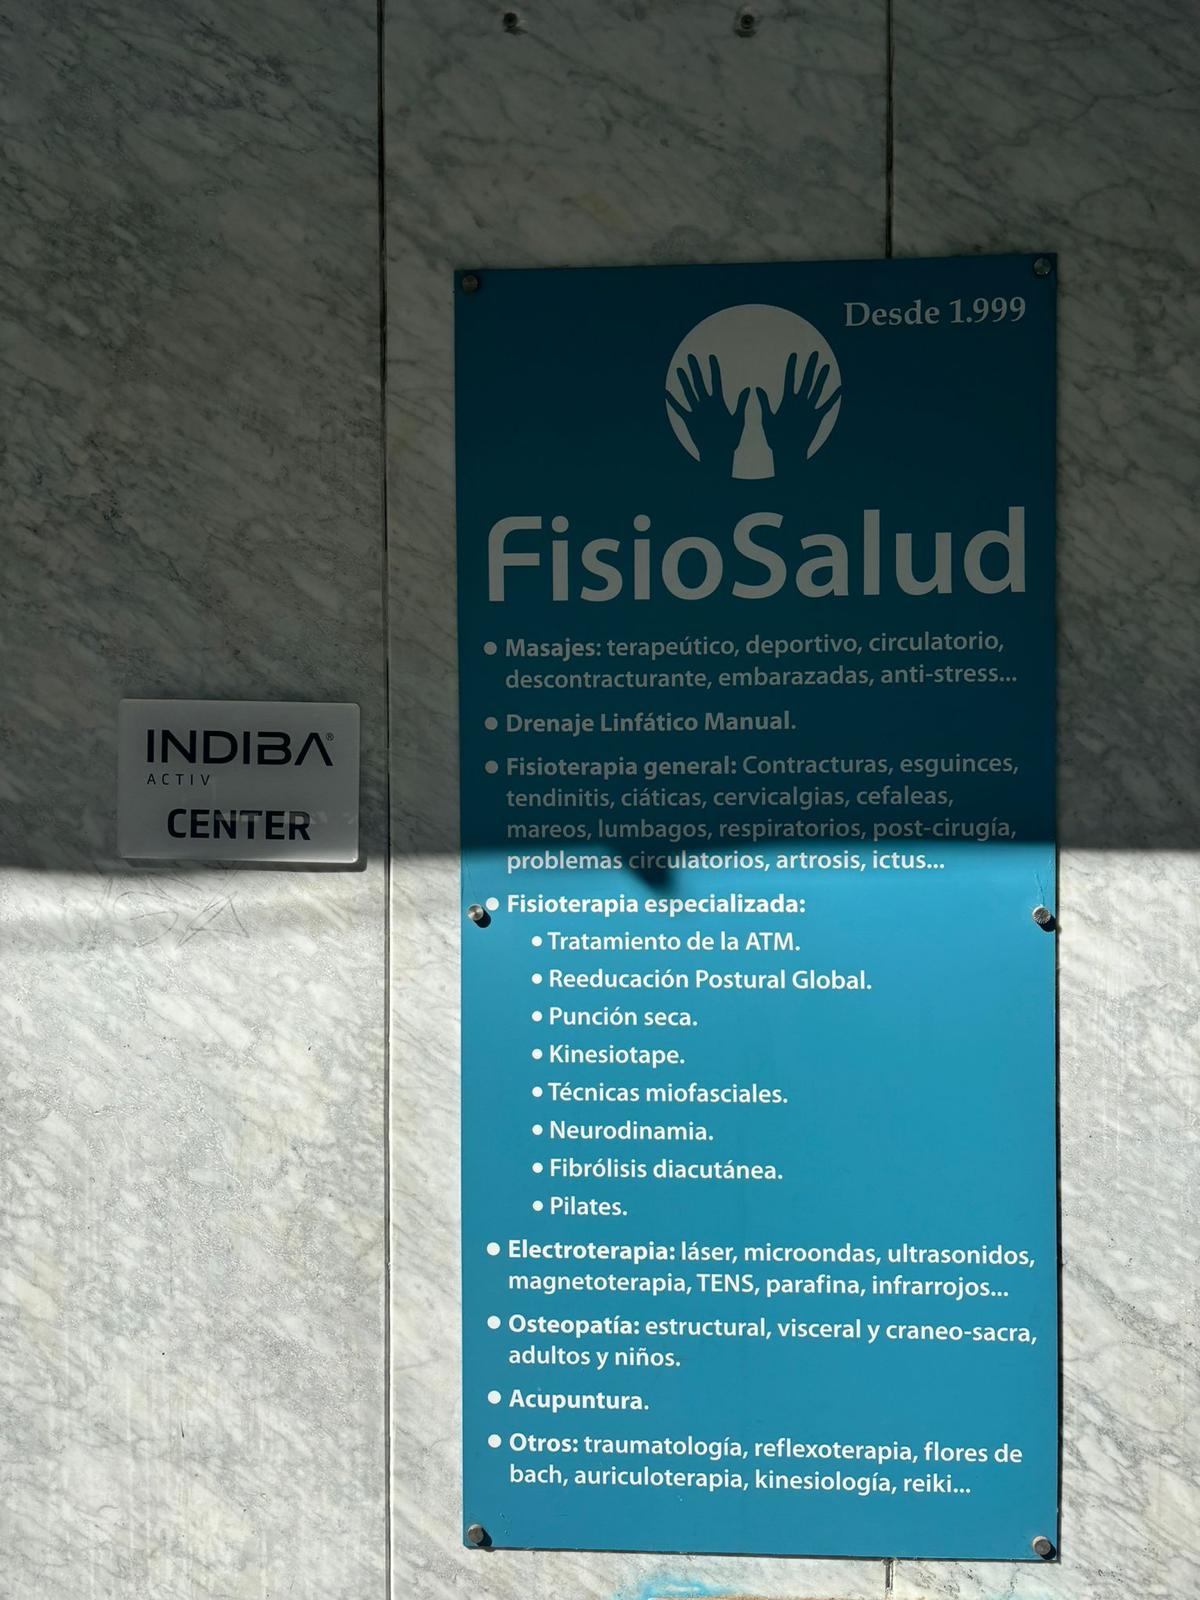 Desde 1.999
FisioSalud
• Masajes: terapeútico, deportivo, circulatorio,
descontracturante, embarazadas, anti-stress...
• Drenaje Linfático Manual.
• Fisioterapia general: Contracturas, esguinces,
tendinitis, ciáticas, cervicalgias, cefaleas,
mareos, lumbagos, respiratorios, post-cirugía,
problemas circulatorios, artrosis, ictus...
• Fisioterapia especializada:
• Tratamiento de la ATM.
• Reeducación Postural Global.
• Punción seca.
• Kinesiotape.
• Técnicas miofasciales.
• Neurodinamia.
• Fibrólisis diacutánea.
• Pilates.
• Electroterapia: láser, microondas, ultrasonidos,
magnetoterapia, TENS, parafina, infrarrojos...
• Osteopatía: estructural, visceral y craneo-sacra,
adultos y niños.
• Acupuntura.
• Otros: traumatología, reflexoterapia, flores de
bach, auriculoterapia, kinesiología, reiki...
INDIBA®
ACTIV
CENTER